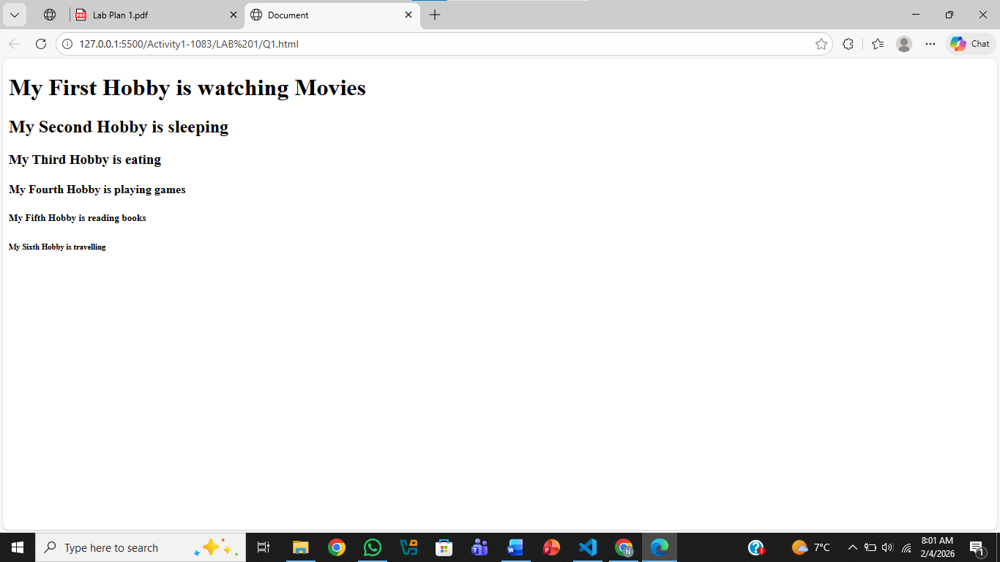 Lab Plan 1.pdf
Document
127.0.0.1:5500/Activity1-1083/LAB%201/Q1.html
Chat
My First Hobby is watching Movies
My Second Hobby is sleeping
My Third Hobby is eating
My Fourth Hobby is playing games
My Fifth Hobby is reading books
My Sixth Hobby is travelling
Type here to search
7°C
8:01 AM
2/4/2026
1